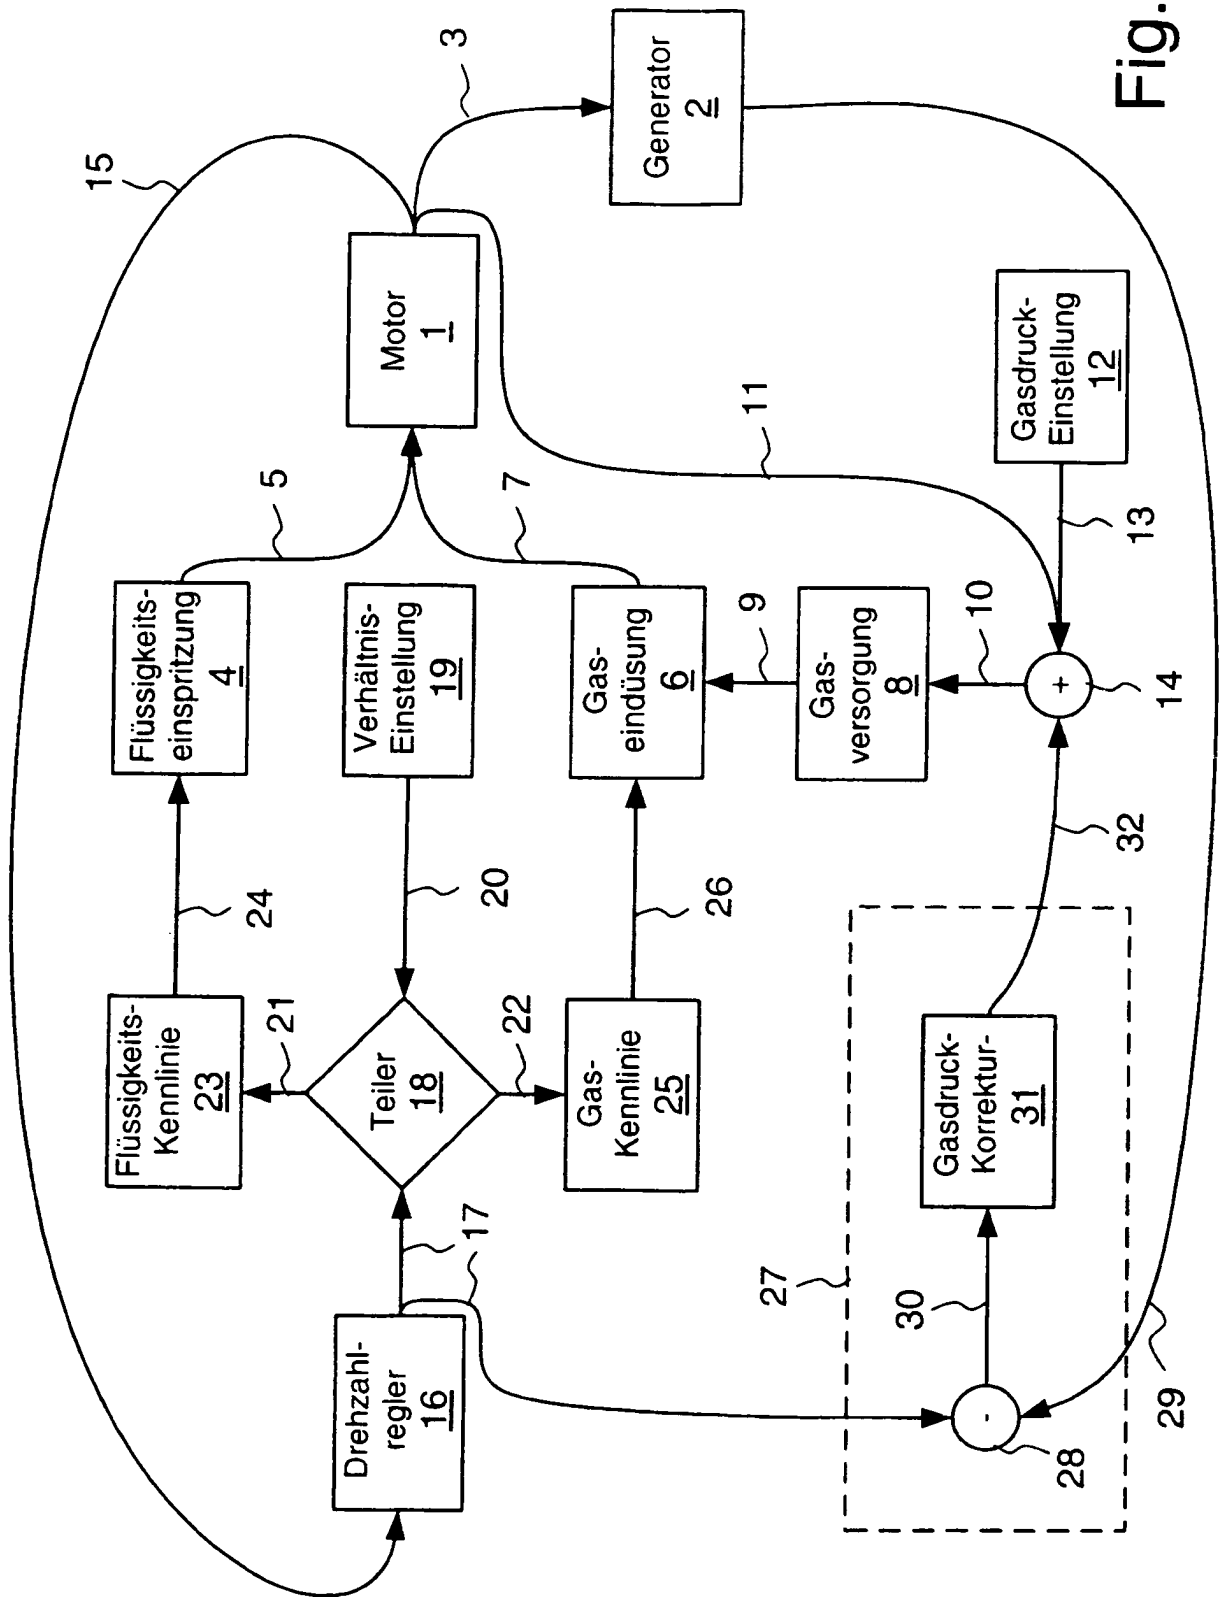 15
3
Flüssigkeits-
Kennlinie
23
24
Flüssigkeits-
einspritzung
4
5
21
Drehzahl-
regler
16
17
Teiler
18
20
Verhältnis-
Einstellung
19
Motor
1
22
7
Gas-
Kennlinie
25
26
Gas-
eindüsung
6
Generator
2
9
11
27
Gas-
versorgung
8
30
Gasdruck-
Korrektur-
31
10
Gasdruck-
Einstellung
12
-
28
+
32
14
13
29
Fig.